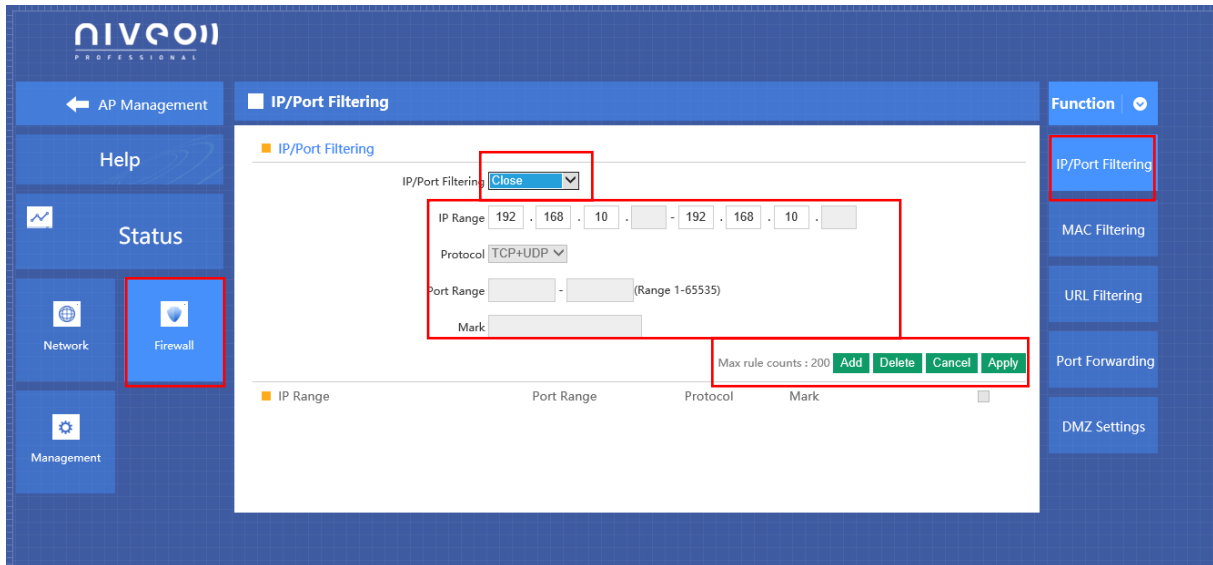 niveo
PROFESSIONAL
AP Management
Help
Status
Network
Firewall
Management
IP/Port Filtering
IP/Port Filtering
IP/Port Filtering Close
IP Range 192 . 168 . 10 . - 192 . 168 . 10 .
Protocol TCP+UDP
Port Range - (Range 1-65535)
Mark
Max rule counts : 200 Add Delete Cancel Apply
IP Range Port Range Protocol Mark
Function
IP/Port Filtering
MAC Filtering
URL Filtering
Port Forwarding
DMZ Settings